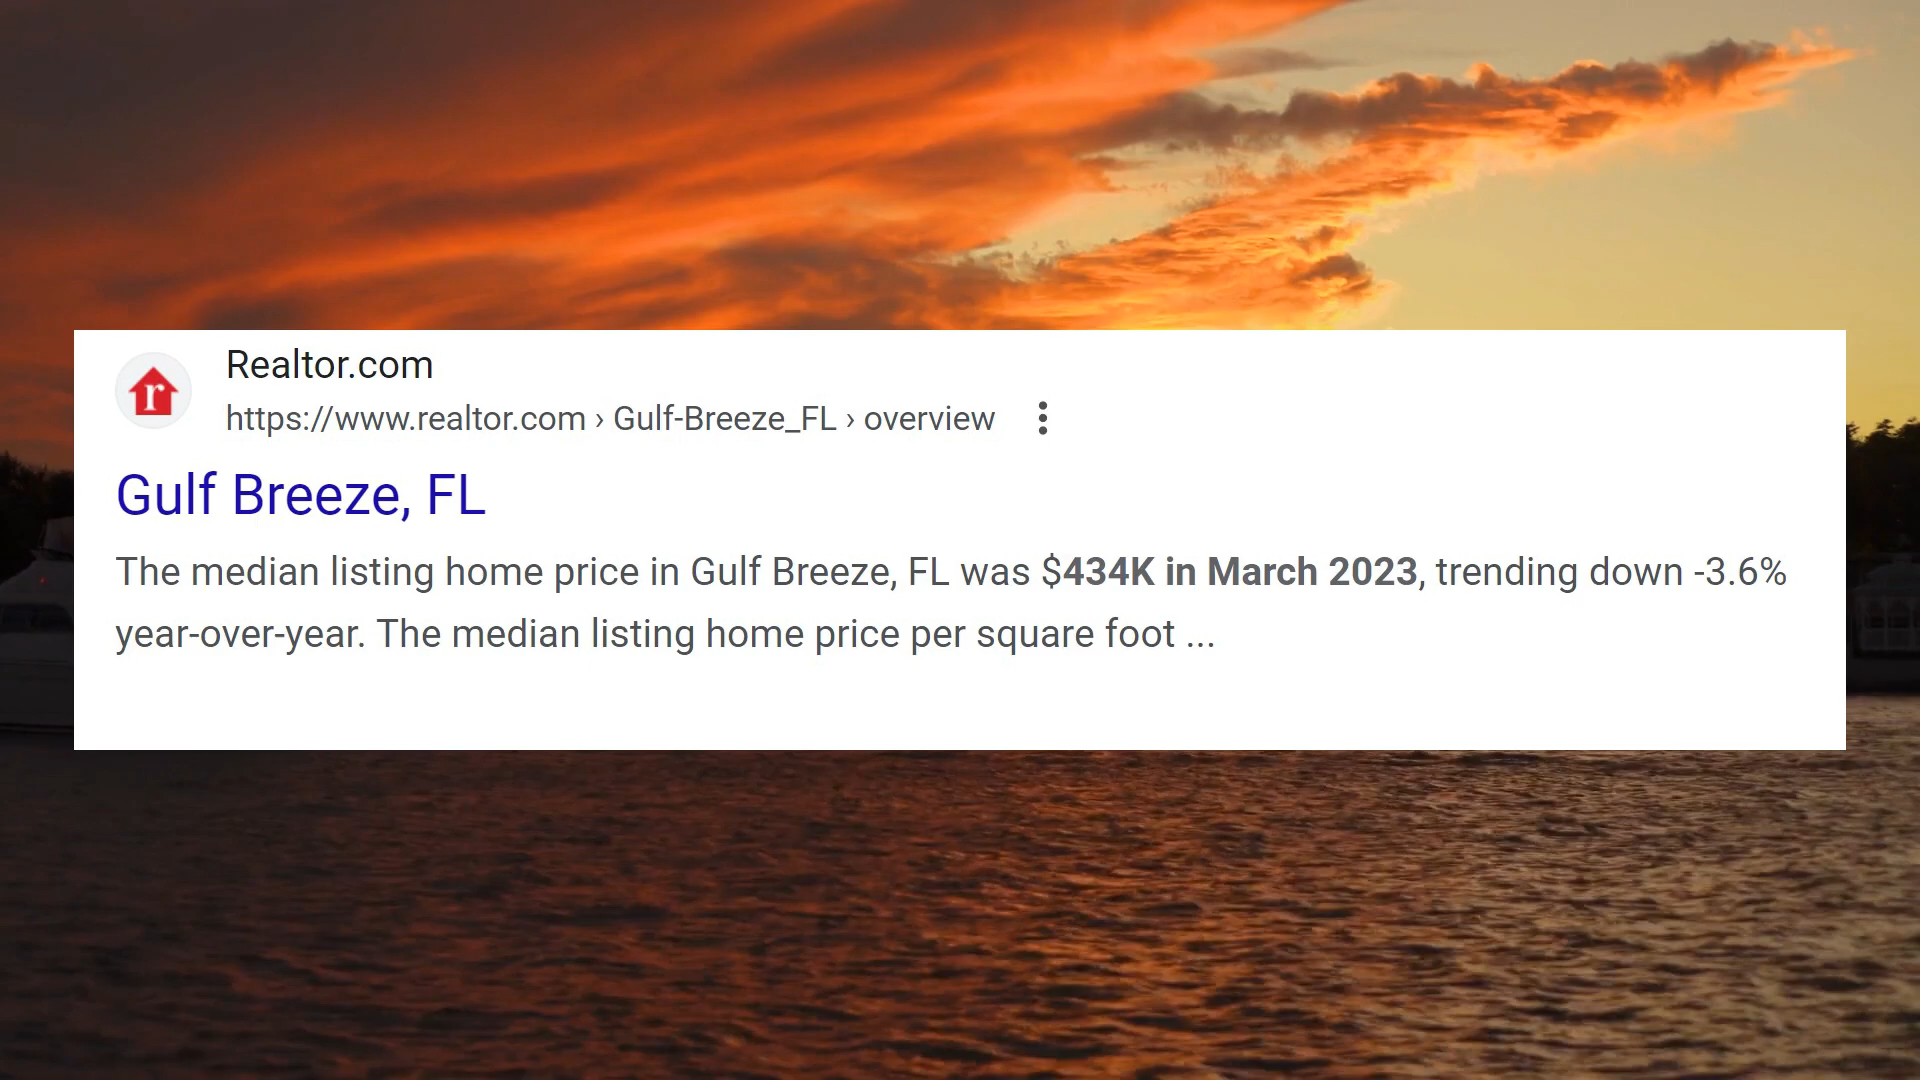 r
Realtor.com
https://www.realtor.com › Gulf-Breeze_FL › overview
Gulf Breeze, FL
The median listing home price in Gulf Breeze, FL was $434K in March 2023, trending down -3.6%
year-over-year. The median listing home price per square foot ...